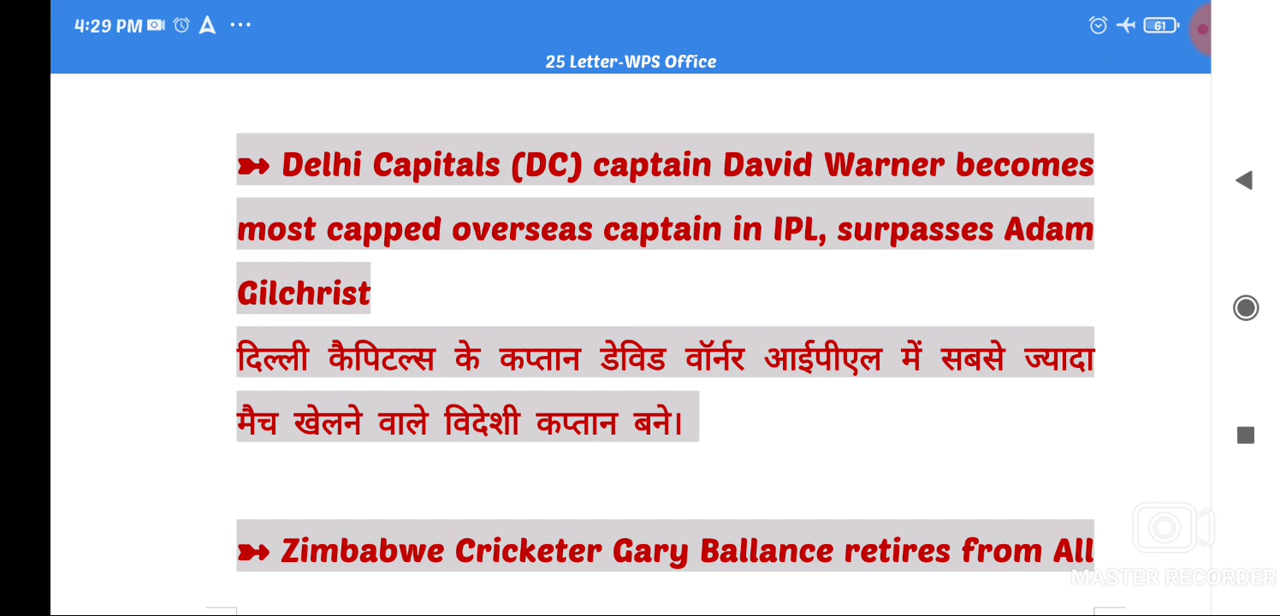 4:29 PM
61
25 Letter-WPS Office
➼ Delhi Capitals (DC) captain David Warner becomes
most capped overseas captain in IPL, surpasses Adam
Gilchrist
दिल्ली कैपिटल्स के कप्तान डेविड वॉर्नर आईपीएल में सबसे ज्यादा
मैच खेलने वाले विदेशी कप्तान बने।
➼ Zimbabwe Cricketer Gary Ballance retires from All
MASTER RECORDER